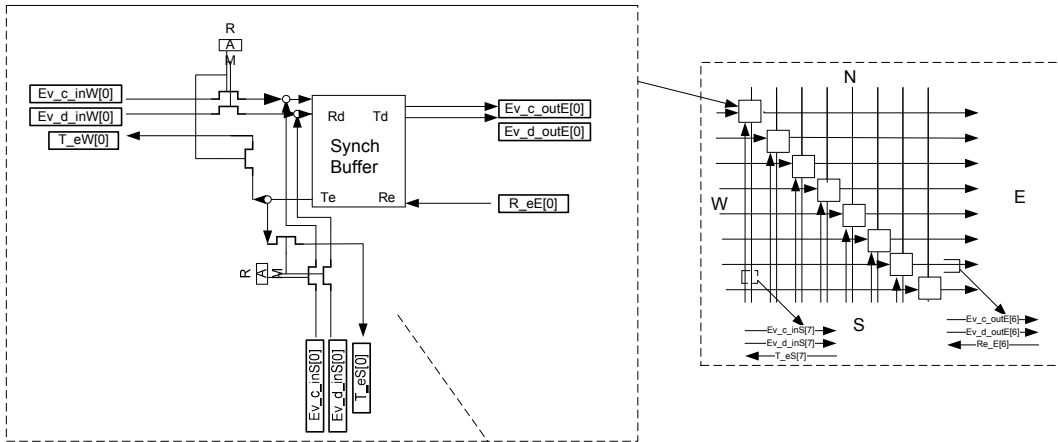 R
A
M
Ev_c_inW[0]
Ev_d_inW[0]
T_eW[0]
Rd Td
Synch
Buffer
Te Re
Ev_c_outE[0]
Ev_d_outE[0]
R_eE[0]
R A M
Ev_c_inS[0]
Ev_d_inS[0]
T_eS[0]
N
W
E
S
Ev_c_inS[7]
Ev_d_inS[7]
T_eS[7]
Ev_c_outE[6]
Ev_d_outE[6]
Re_E[6]